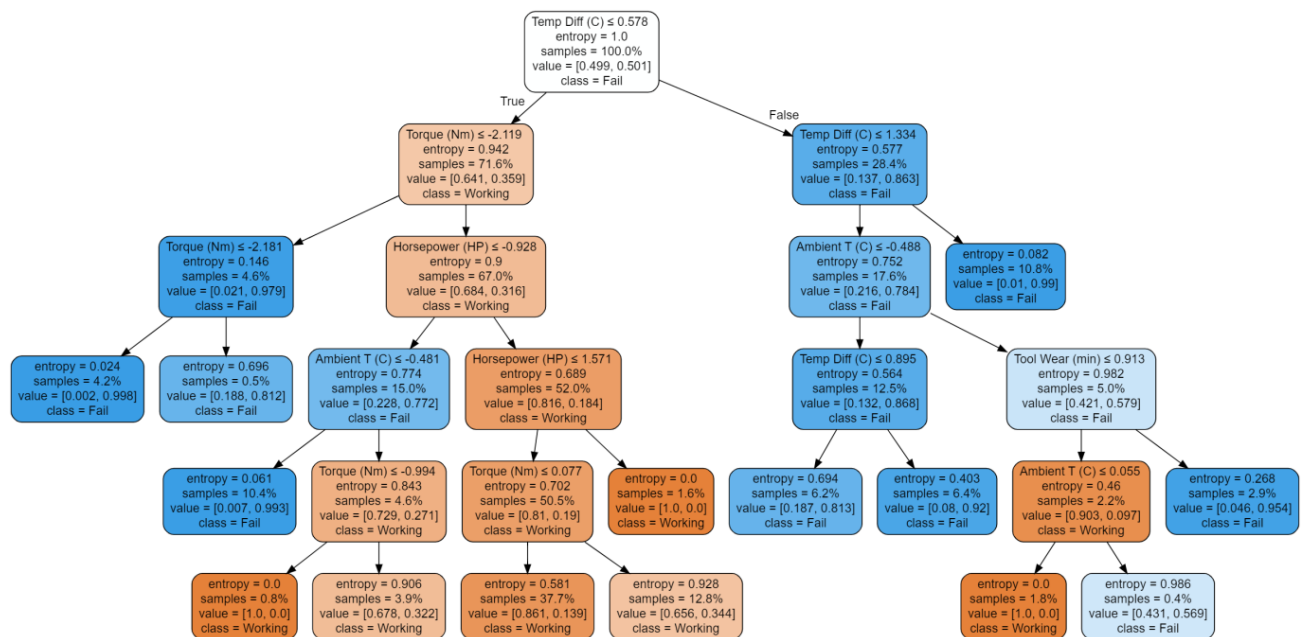 Temp Diff (C) ≤ 0.578
entropy = 1.0
samples = 100.0%
value = [0.499, 0.501]
class = Fail
True
False
Torque (Nm) ≤ -2.119
entropy = 0.942
samples = 71.6%
value = [0.641, 0.359]
class = Working
Temp Diff (C) ≤ 1.334
entropy = 0.577
samples = 28.4%
value = [0.137, 0.863]
class = Fail
Torque (Nm) ≤ -2.181
entropy = 0.146
samples = 4.6%
value = [0.021, 0.979]
class = Fail
Horsepower (HP) ≤ -0.928
entropy = 0.9
samples = 67.0%
value = [0.684, 0.316]
class = Working
Ambient T (C) ≤ -0.488
entropy = 0.752
samples = 17.6%
value = [0.216, 0.784]
class = Fail
entropy = 0.082
samples = 10.8%
value = [0.01, 0.99]
class = Fail
entropy = 0.024
samples = 4.2%
value = [0.002, 0.998]
class = Fail
entropy = 0.696
samples = 0.5%
value = [0.188, 0.812]
class = Fail
Ambient T (C) ≤ -0.481
entropy = 0.774
samples = 15.0%
value = [0.228, 0.772]
class = Fail
Horsepower (HP) ≤ 1.571
entropy = 0.689
samples = 52.0%
value = [0.816, 0.184]
class = Working
Temp Diff (C) ≤ 0.895
entropy = 0.564
samples = 12.5%
value = [0.132, 0.868]
class = Fail
Tool Wear (min) ≤ 0.913
entropy = 0.982
samples = 5.0%
value = [0.421, 0.579]
class = Fail
entropy = 0.061
samples = 10.4%
value = [0.007, 0.993]
class = Fail
Torque (Nm) ≤ -0.994
entropy = 0.843
samples = 4.6%
value = [0.729, 0.271]
class = Working
Torque (Nm) ≤ 0.077
entropy = 0.702
samples = 50.5%
value = [0.81, 0.19]
class = Working
entropy = 0.0
samples = 1.6%
value = [1.0, 0.0]
class = Working
entropy = 0.694
samples = 6.2%
value = [0.187, 0.813]
class = Fail
entropy = 0.403
samples = 6.4%
value = [0.08, 0.92]
class = Fail
Ambient T (C) ≤ 0.055
entropy = 0.46
samples = 2.2%
value = [0.903, 0.097]
class = Working
entropy = 0.268
samples = 2.9%
value = [0.046, 0.954]
class = Fail
entropy = 0.0
samples = 0.8%
value = [1.0, 0.0]
class = Working
entropy = 0.906
samples = 3.9%
value = [0.678, 0.322]
class = Working
entropy = 0.581
samples = 37.7%
value = [0.861, 0.139]
class = Working
entropy = 0.928
samples = 12.8%
value = [0.656, 0.344]
class = Working
entropy = 0.0
samples = 1.8%
value = [1.0, 0.0]
class = Working
entropy = 0.986
samples = 0.4%
value = [0.431, 0.569]
class = Fail